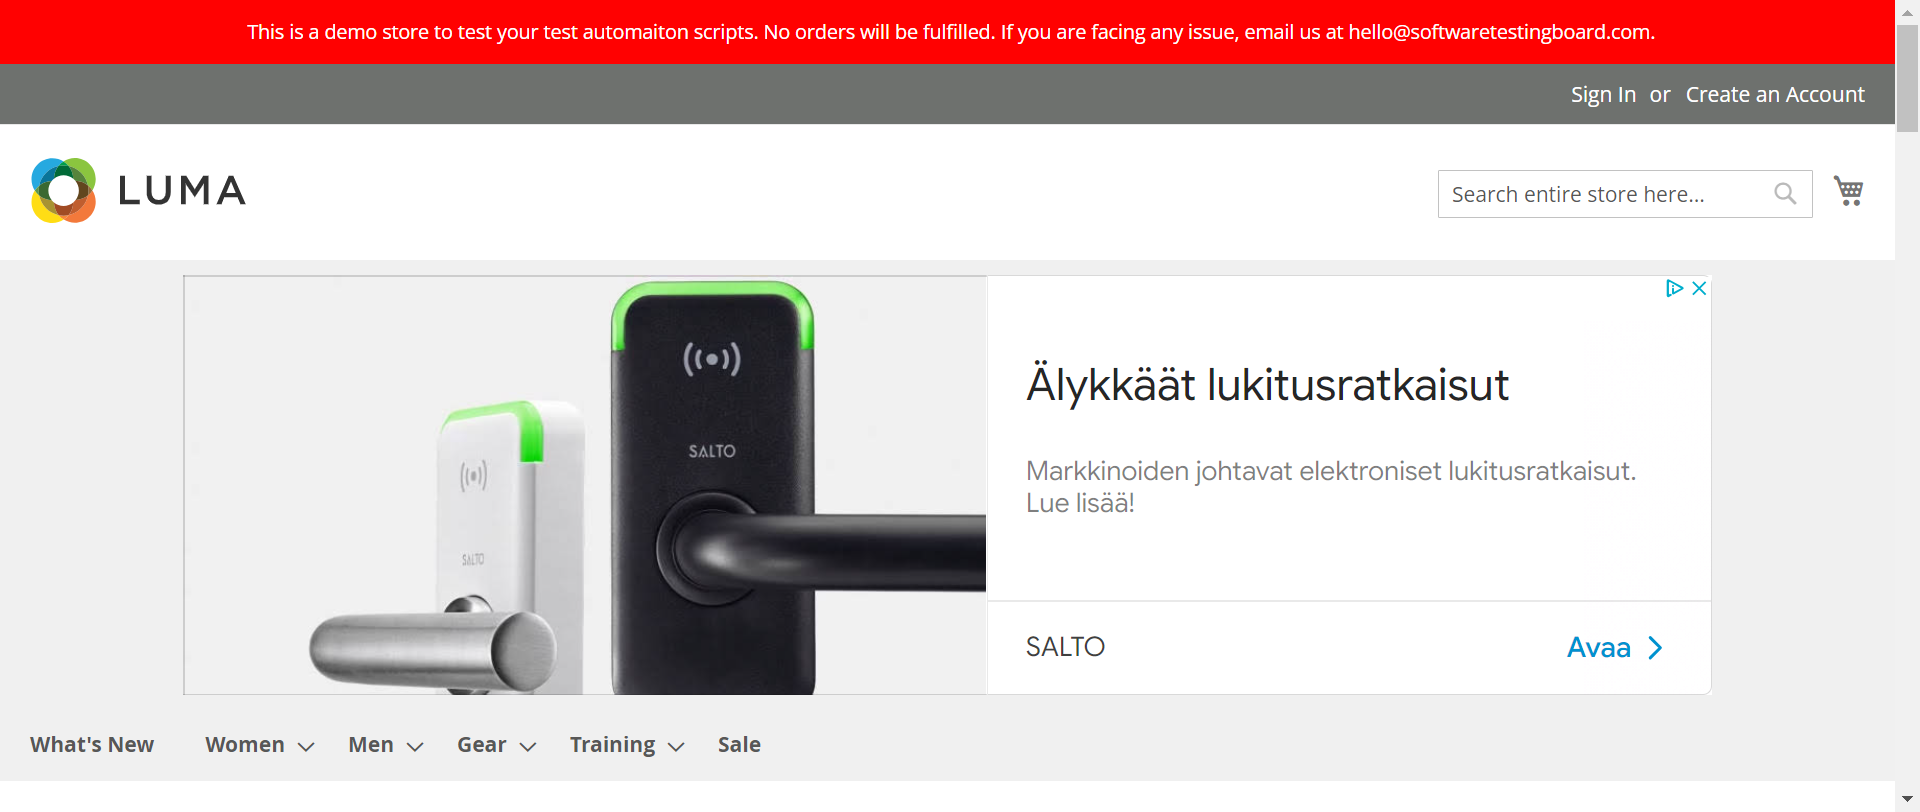 This is a demo store to test your test automaiton scripts. No orders will be fulfilled. If you are facing any issue, email us at hello@softwaretestingboard.com.
Sign In or Create an Account
LUMA
Search entire store here...
SALTO
SALTO
Älykkäät lukitusratkaisut
Markkinoiden johtavat elektroniset lukitusratkaisut.
Lue lisää!
SALTO
Avaa
What's New Women Men Gear Training Sale